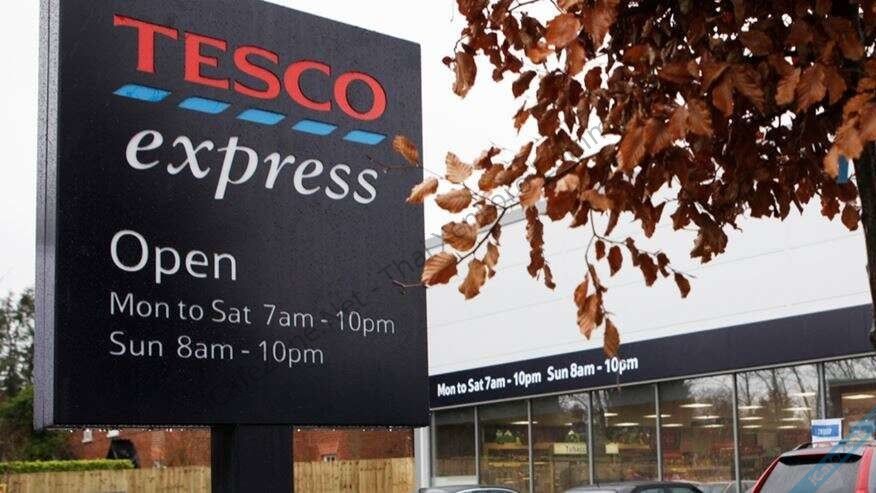 TESCO
express
Open
Mon to Sat 7am - 10pm
Sun 8am - 10pm
Mon to Sat 7am - 10pm Sun 8am - 10pm